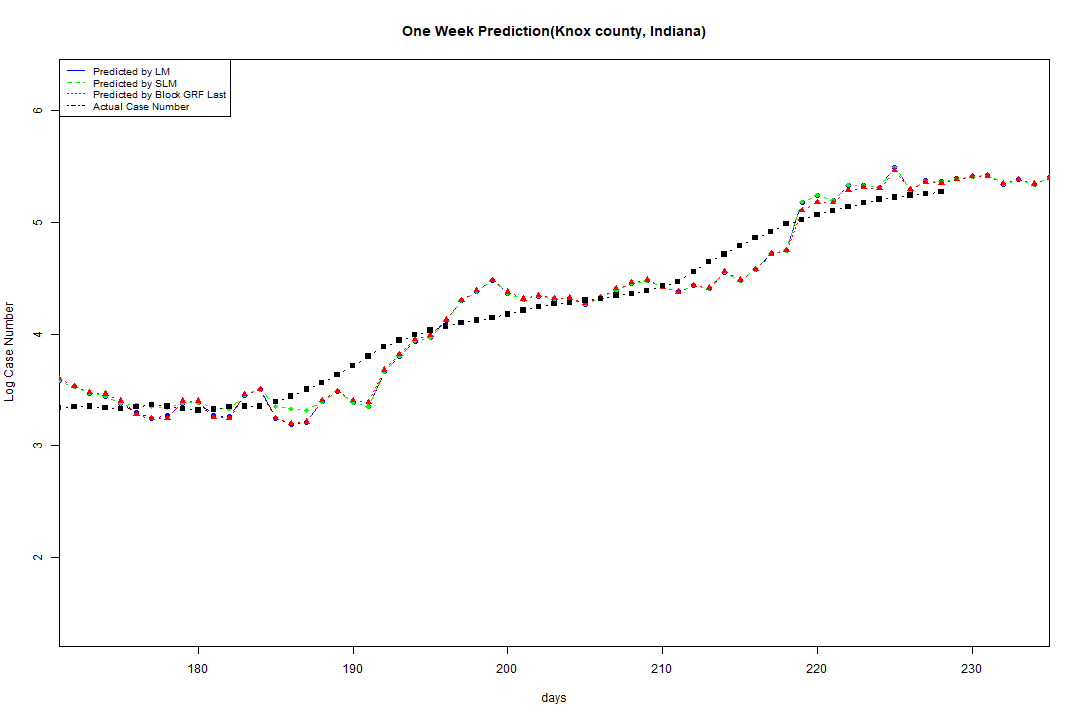 One Week Prediction(Knox county, Indiana)
Predicted by LM
Predicted by SLM
Predicted by Block GRF Last
Actual Case Number
6
5
4
3
2
Log Case Number
180 190 200 210 220 230
days